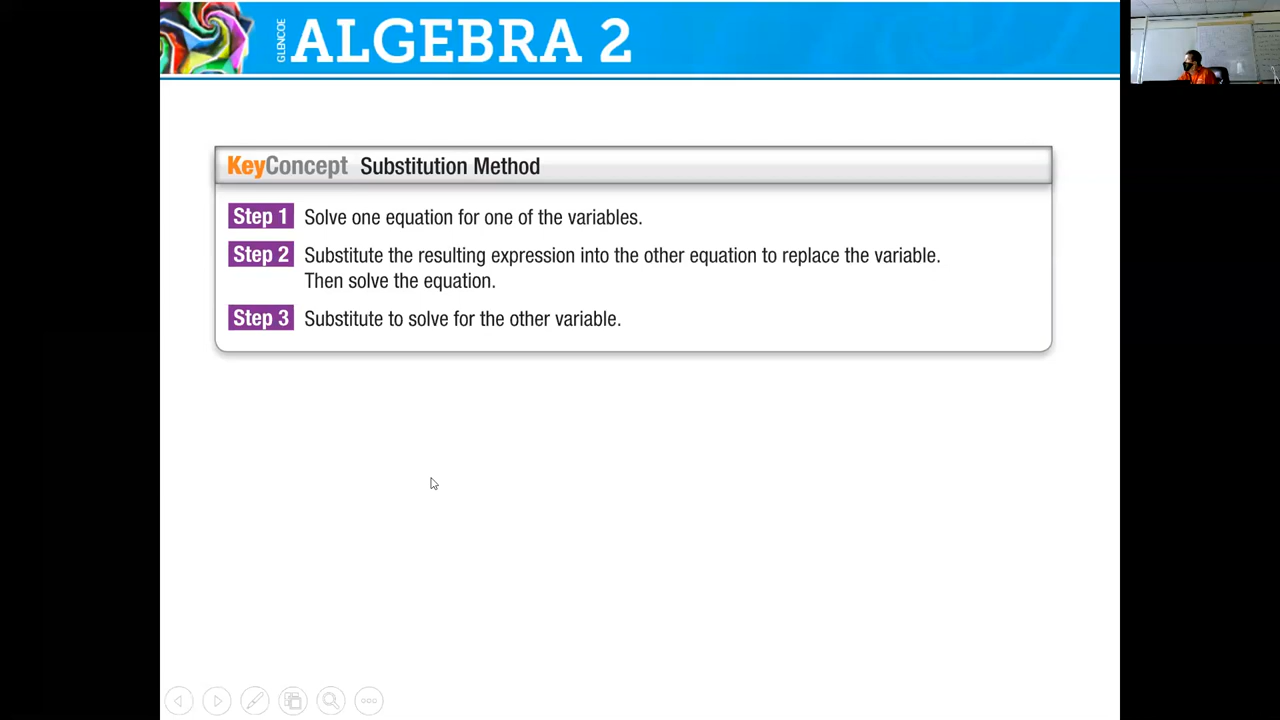 GLENCOE
ALGEBRA 2
KeyConcept Substitution Method
Step 1 Solve one equation for one of the variables.
Step 2 Substitute the resulting expression into the other equation to replace the variable.
Then solve the equation.
Step 3 Substitute to solve for the other variable.